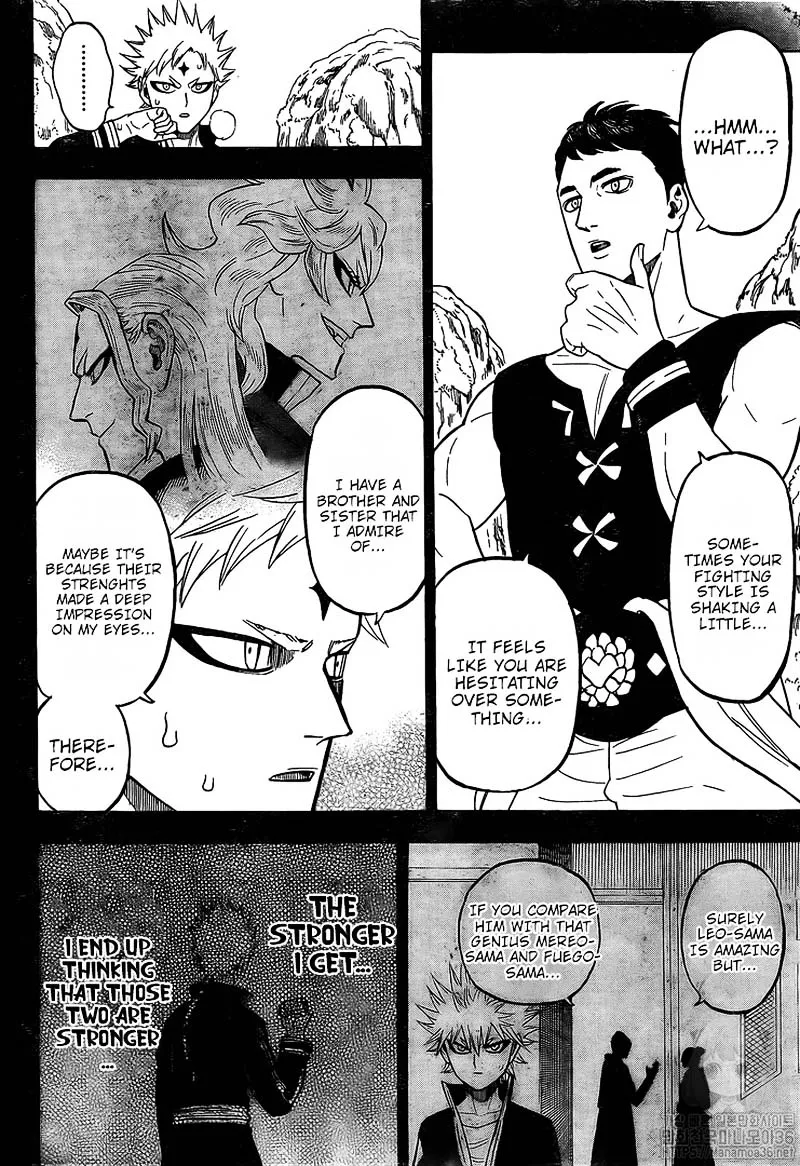 ...HMM...
WHAT...?
SOME-
TIMES YOUR
FIGHTING
STYLE IS
SHAKING A
LITTLE...
IT FEELS
LIKE YOU ARE
HESITATING
OVER SOME-
THING...
.........
I HAVE A
BROTHER AND
SISTER THAT
I ADMIRE
OF...
MAYBE IT'S
BECAUSE THEIR
STRENGHTS
MADE A DEEP
IMPRESSION
ON MY EYES...
THERE-
FORE...
SURELY
LEO-SAMA
IS AMAZING
BUT...
IF YOU COMPARE
HIM WITH THAT
GENIUS MEREO-
SAMA AND FUEGO-
SAMA...
THE
STRONGER
I GET...
I END UP
THINKING
THAT THOSE
TWO ARE
STRONGER
...
https://manamoa36.net